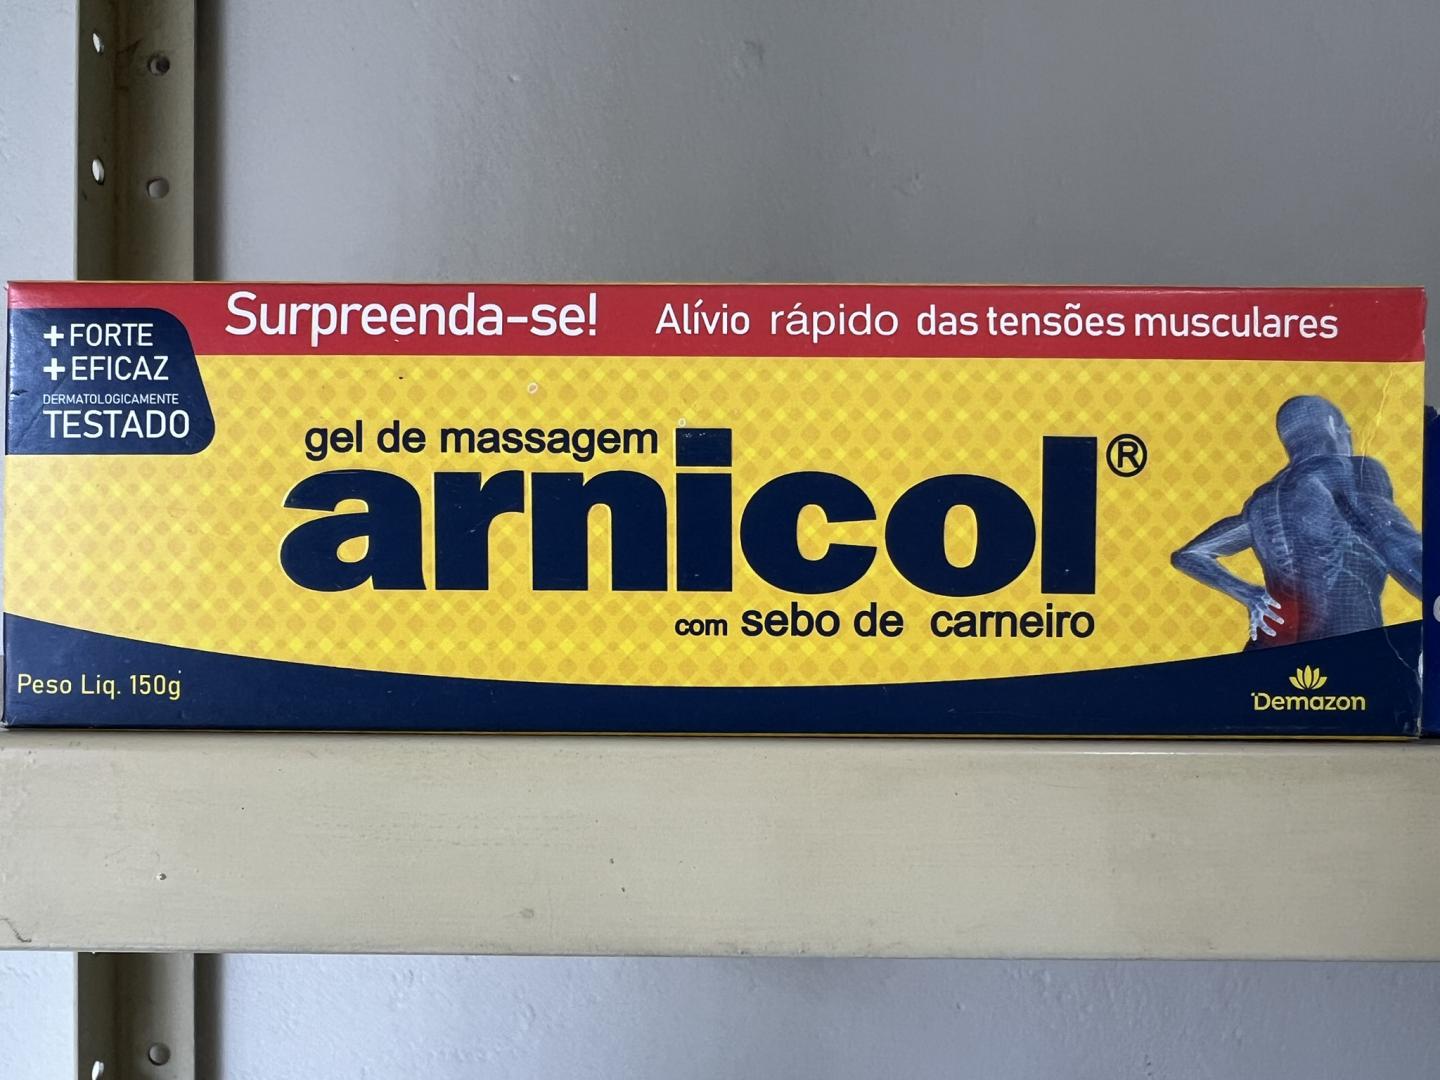 Surpreenda-se! Alívio rápido das tensões musculares
+ FORTE
+ EFICAZ
DERMATOLOGICAMENTE
TESTADO
gel de massagem
arnicol®
com sebo de carneiro
Peso Liq. 150g
Demazon